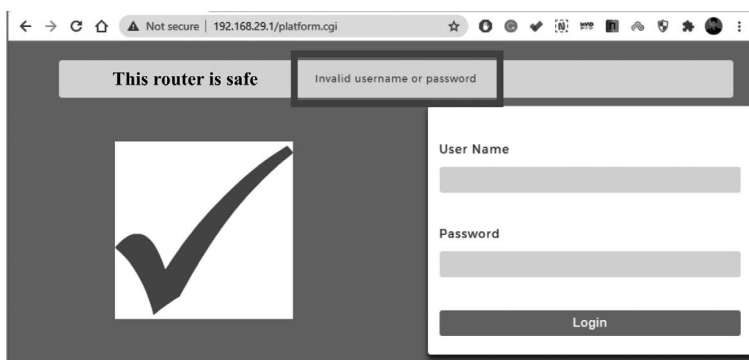 Not secure | 192.168.29.1/platform.cgi
This router is safe
Invalid username or password
User Name
Password
Login